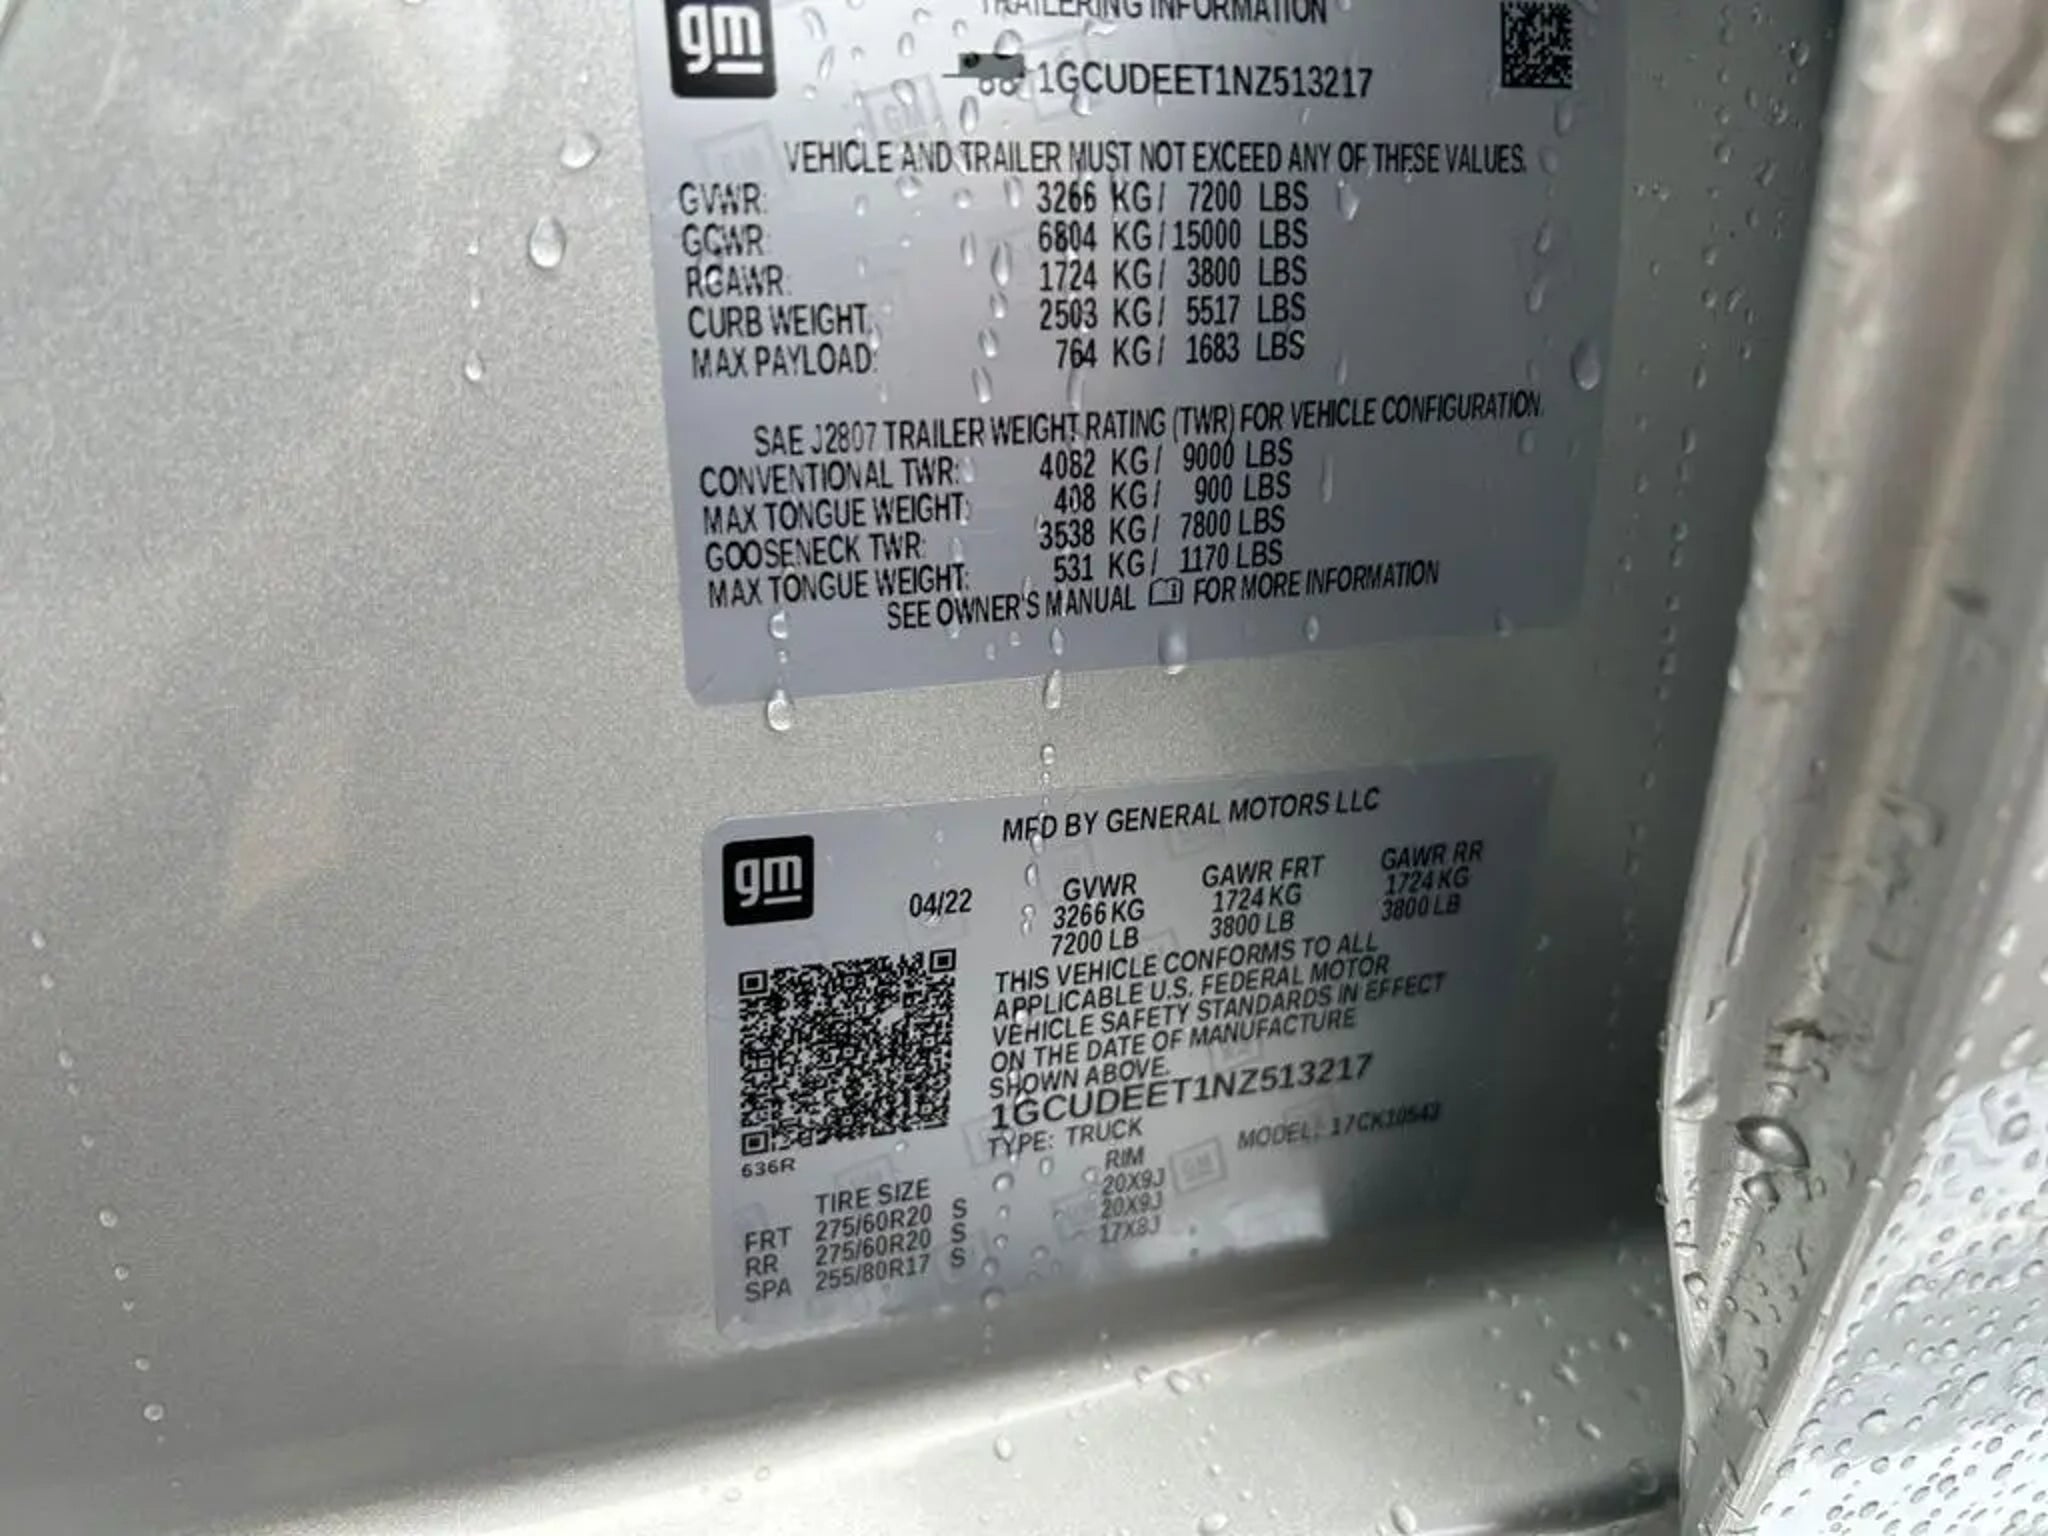 gm
TRAILERING INFORMATION
1GCUDEET1NZ513217
VEHICLE AND TRAILER MUST NOT EXCEED ANY OF THESE VALUES.
GVWR: 3266 KG / 7200 LBS
GCWR: 6804 KG / 15000 LBS
RGAWR: 1724 KG / 3800 LBS
CURB WEIGHT: 2503 KG / 5517 LBS
MAX PAYLOAD: 764 KG / 1683 LBS
SAE J2807 TRAILER WEIGHT RATING (TWR) FOR VEHICLE CONFIGURATION.
CONVENTIONAL TWR: 4082 KG / 9000 LBS
MAX TONGUE WEIGHT: 408 KG / 900 LBS
GOOSENECK TWR: 3538 KG / 7800 LBS
MAX TONGUE WEIGHT: 531 KG / 1170 LBS
SEE OWNER'S MANUAL FOR MORE INFORMATION
MFD BY GENERAL MOTORS LLC
gm
04/22 GVWR GAWR FRT GAWR RR
3266 KG 1724 KG 1724 KG
7200 LB 3800 LB 3800 LB
THIS VEHICLE CONFORMS TO ALL
APPLICABLE U.S. FEDERAL MOTOR
VEHICLE SAFETY STANDARDS IN EFFECT
ON THE DATE OF MANUFACTURE
SHOWN ABOVE.
1GCUDEET1NZ513217
TYPE: TRUCK MODEL: 17CK10543
636R
TIRE SIZE RIM
FRT 275/60R20 S 20X9J
RR 275/60R20 S 20X9J
SPA 255/80R17 S 17X8J